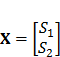 X = [S₁
S₂]